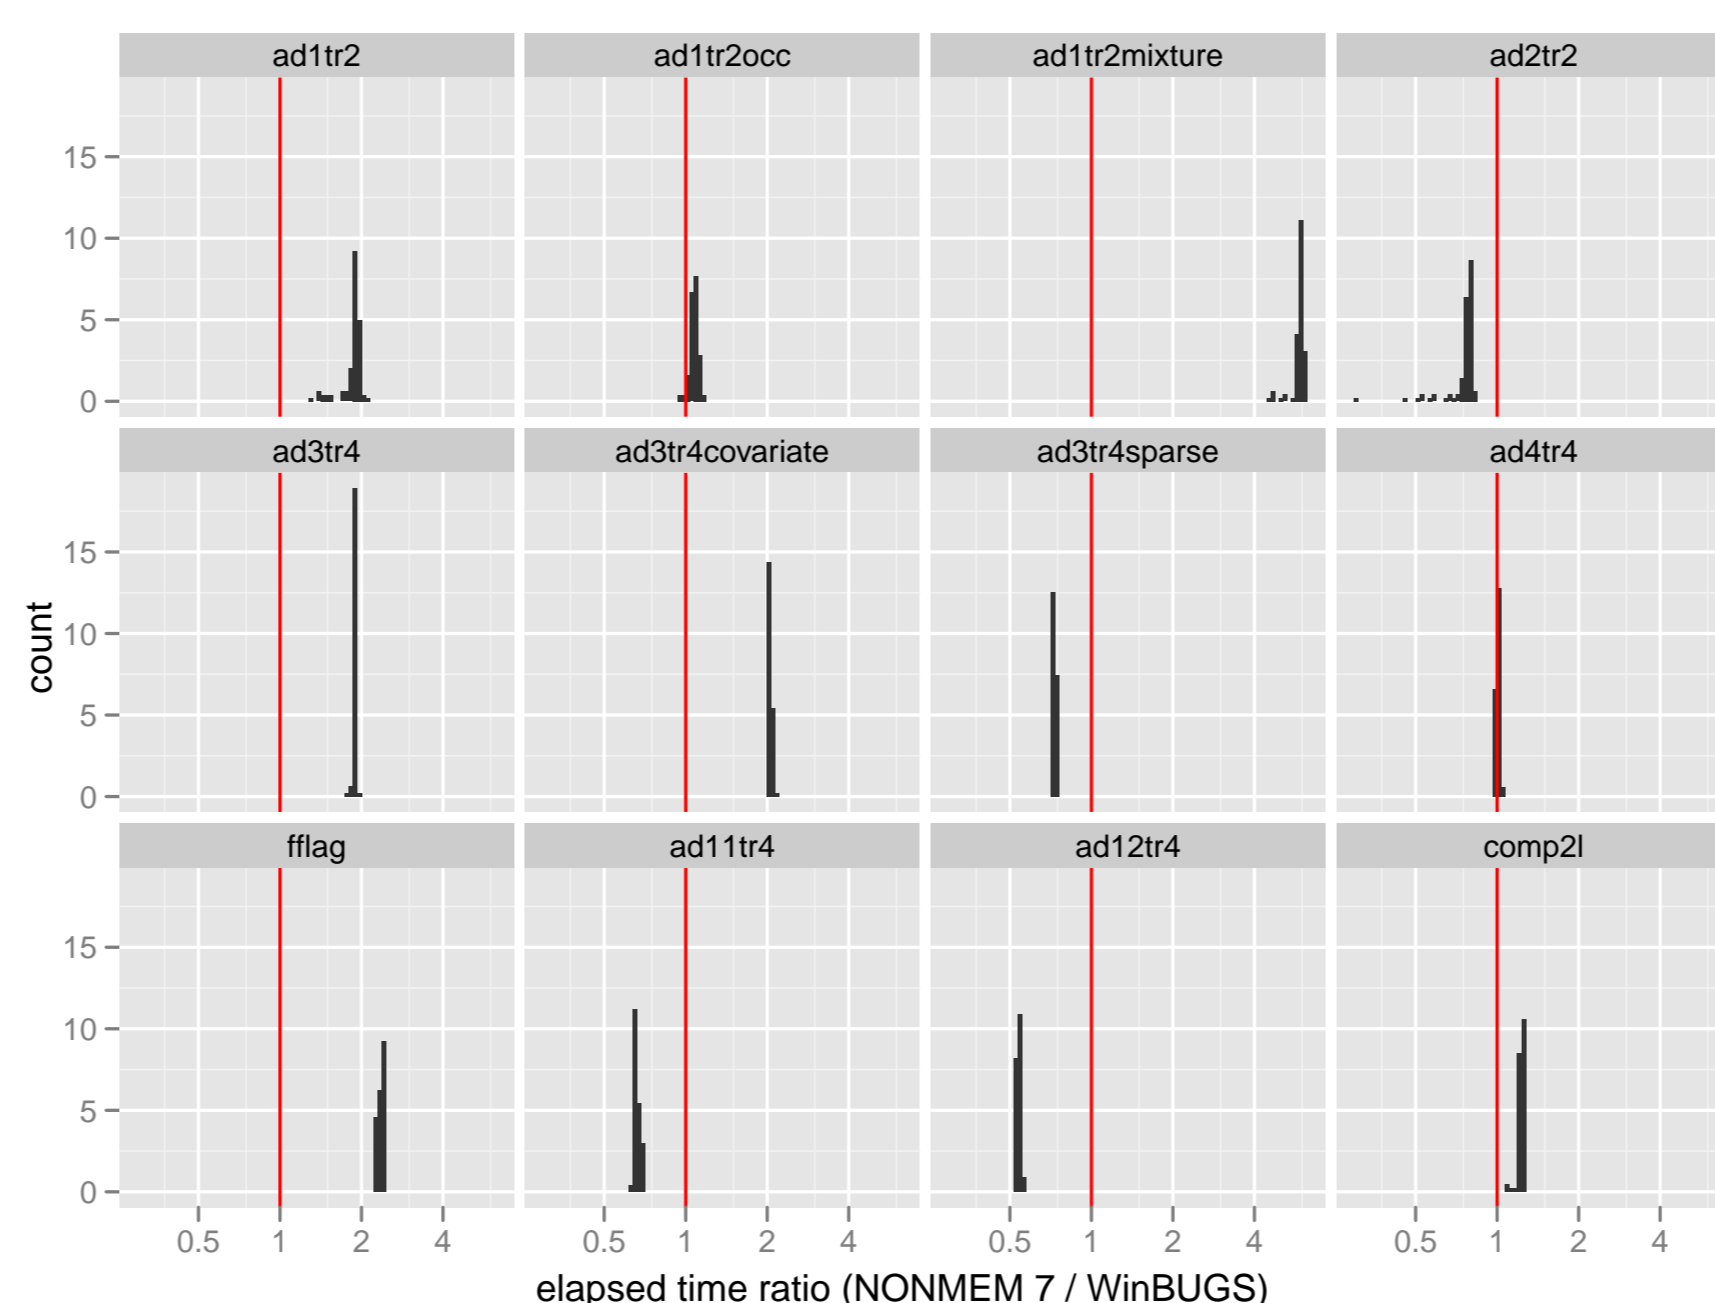 ad1tr2 ad1tr2occ ad1tr2mixture ad2tr2
15
10
5
0
ad3tr4 ad3tr4covariate ad3tr4sparse ad4tr4
15
10
5
0
count
fflag ad11tr4 ad12tr4 comp2l
15
10
5
0
0.5 1 2 4 0.5 1 2 4 0.5 1 2 4 0.5 1 2 4
elapsed time ratio (NONMEM 7 / WinBUGS)